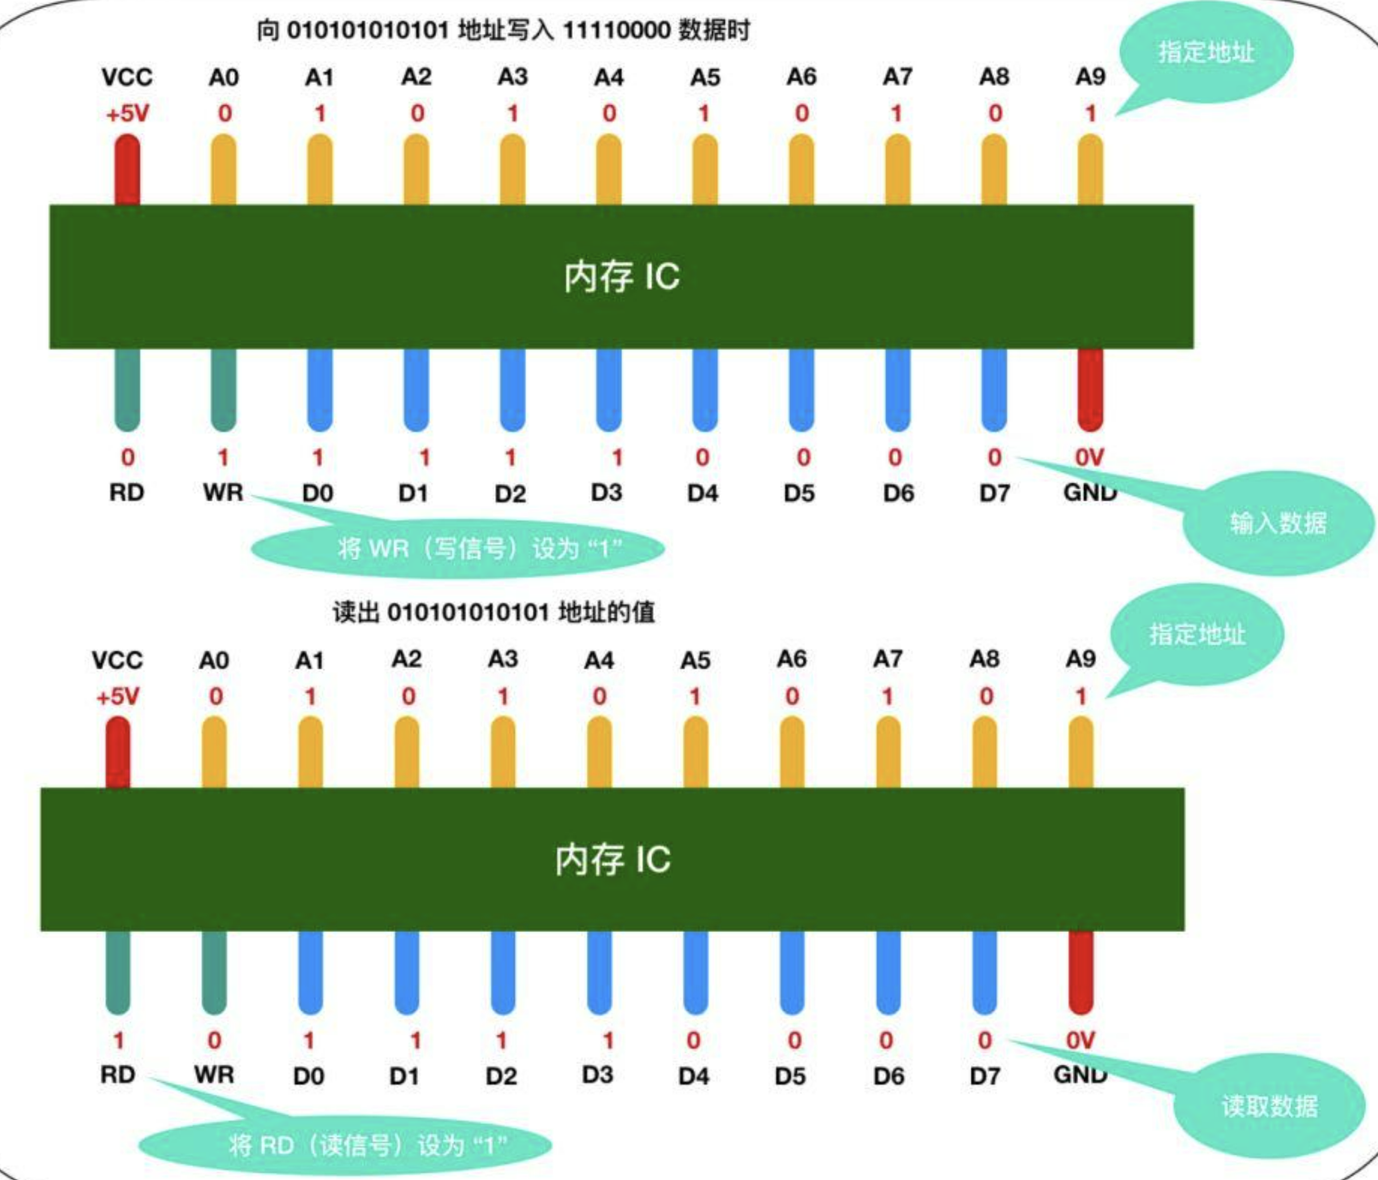 向 010101010101 地址写入 11110000 数据时
指定地址
VCC A0 A1 A2 A3 A4 A5 A6 A7 A8 A9
+5V 0 1 0 1 0 1 0 1 0 1
内存 IC
0 1 1 1 1 1 0 0 0 0 0V
RD WR D0 D1 D2 D3 D4 D5 D6 D7 GND
输入数据
将 WR（写信号）设为 “1”
读出 010101010101 地址的值
指定地址
VCC A0 A1 A2 A3 A4 A5 A6 A7 A8 A9
+5V 0 1 0 1 0 1 0 1 0 1
内存 IC
1 0 1 1 1 1 0 0 0 0 0V
RD WR D0 D1 D2 D3 D4 D5 D6 D7 GND
读取数据
将 RD（读信号）设为 “1”